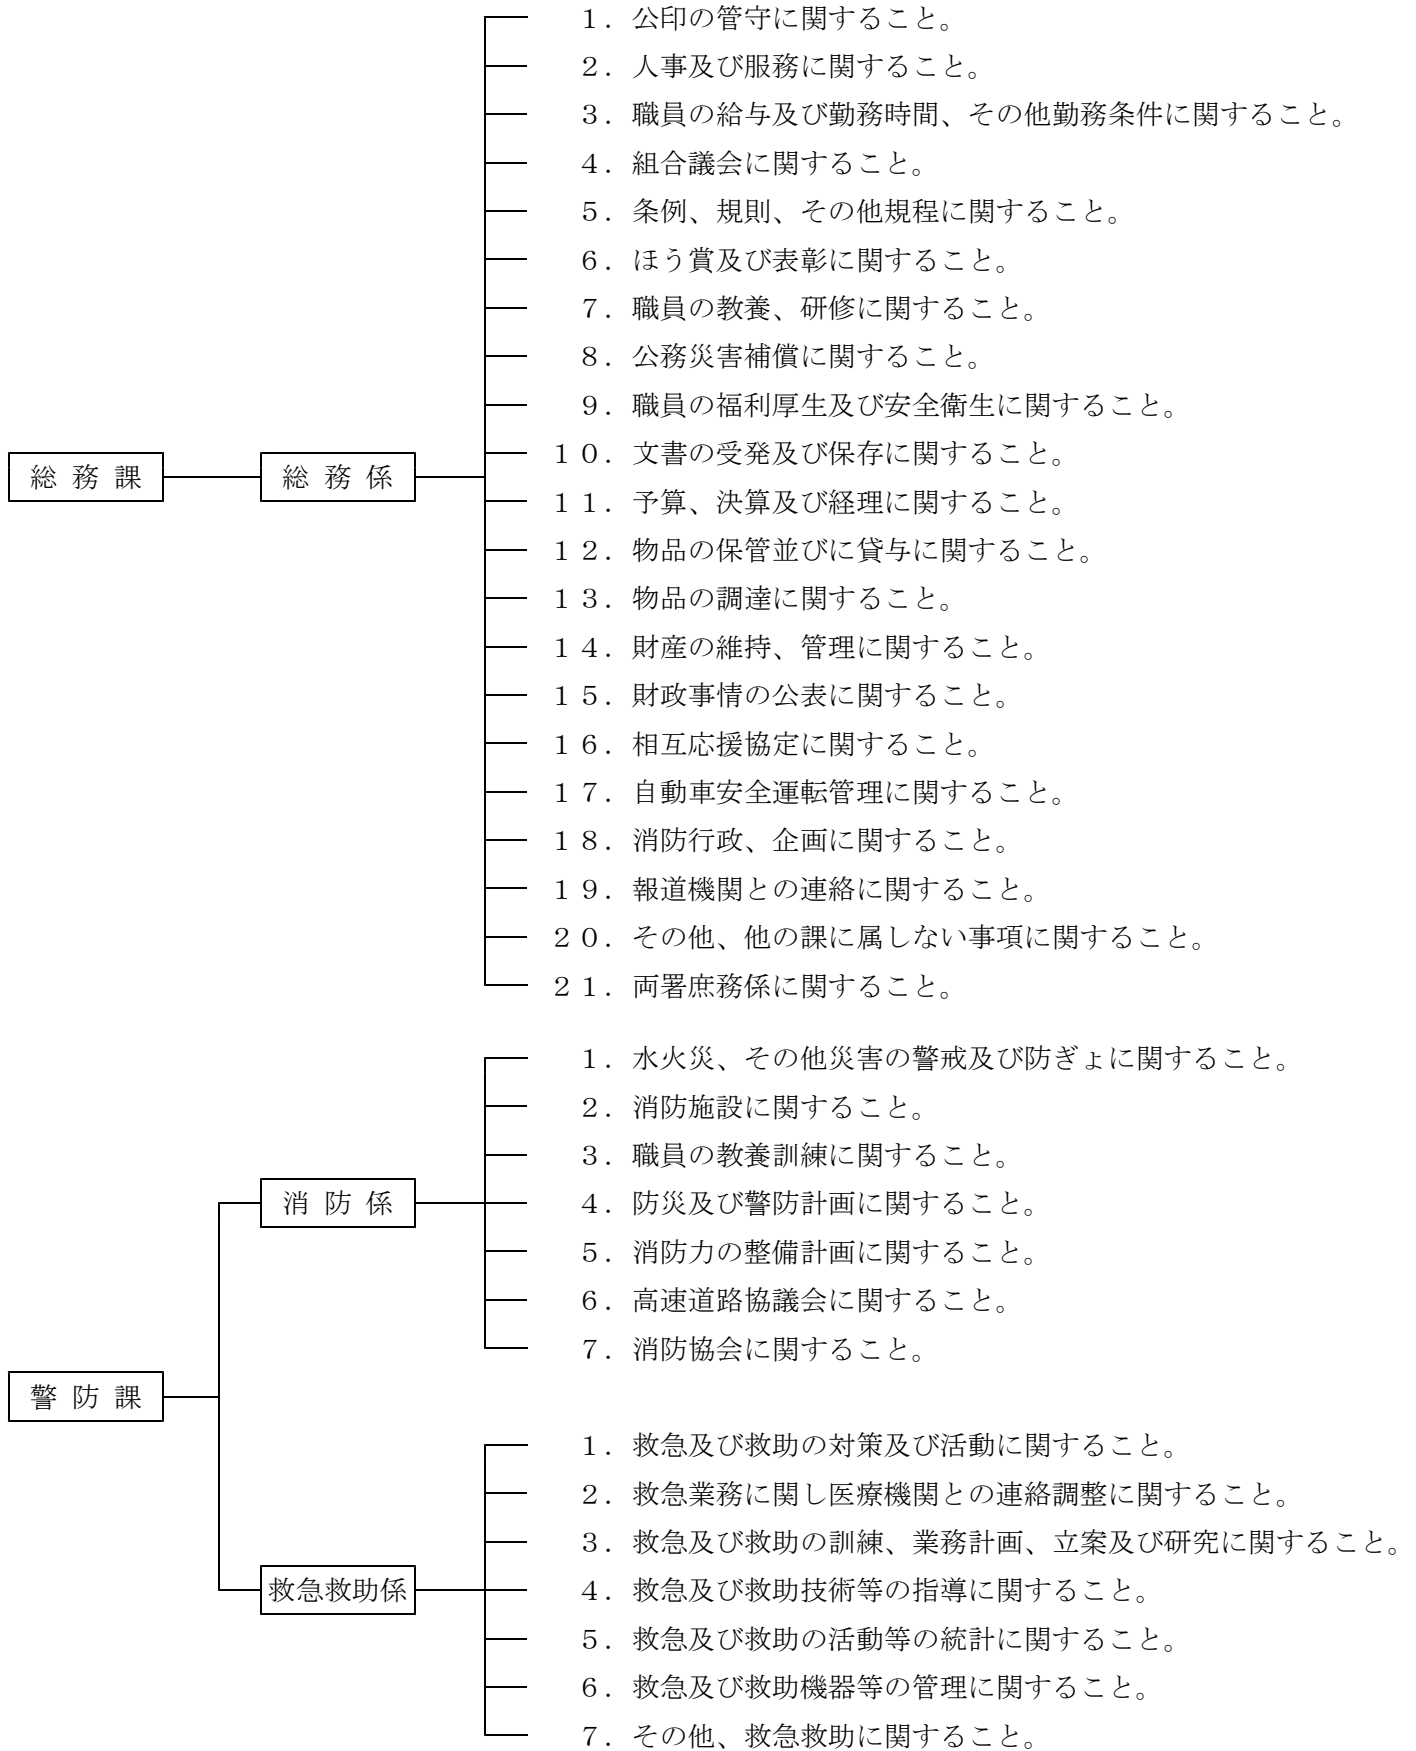 総務課
総務係
１．公印の管守に関すること。
２．人事及び服務に関すること。
３．職員の給与及び勤務時間、その他勤務条件に関すること。
４．組合議会に関すること。
５．条例、規則、その他規程に関すること。
６．ほう賞及び表彰に関すること。
７．職員の教養、研修に関すること。
８．公務災害補償に関すること。
９．職員の福利厚生及び安全衛生に関すること。
１０．文書の受発及び保存に関すること。
１１．予算、決算及び経理に関すること。
１２．物品の保管並びに貸与に関すること。
１３．物品の調達に関すること。
１４．財産の維持、管理に関すること。
１５．財政事情の公表に関すること。
１６．相互応援協定に関すること。
１７．自動車安全運転管理に関すること。
１８．消防行政、企画に関すること。
１９．報道機関との連絡に関すること。
２０．その他、他の課に属しない事項に関すること。
２１．両署庶務係に関すること。
警防課
消防係
１．水火災、その他災害の警戒及び防ぎょに関すること。
２．消防施設に関すること。
３．職員の教養訓練に関すること。
４．防災及び警防計画に関すること。
５．消防力の整備計画に関すること。
６．高速道路協議会に関すること。
７．消防協会に関すること。
救急救助係
１．救急及び救助の対策及び活動に関すること。
２．救急業務に関し医療機関との連絡調整に関すること。
３．救急及び救助の訓練、業務計画、立案及び研究に関すること。
４．救急及び救助技術等の指導に関すること。
５．救急及び救助の活動等の統計に関すること。
６．救急及び救助機器等の管理に関すること。
７．その他、救急救助に関すること。